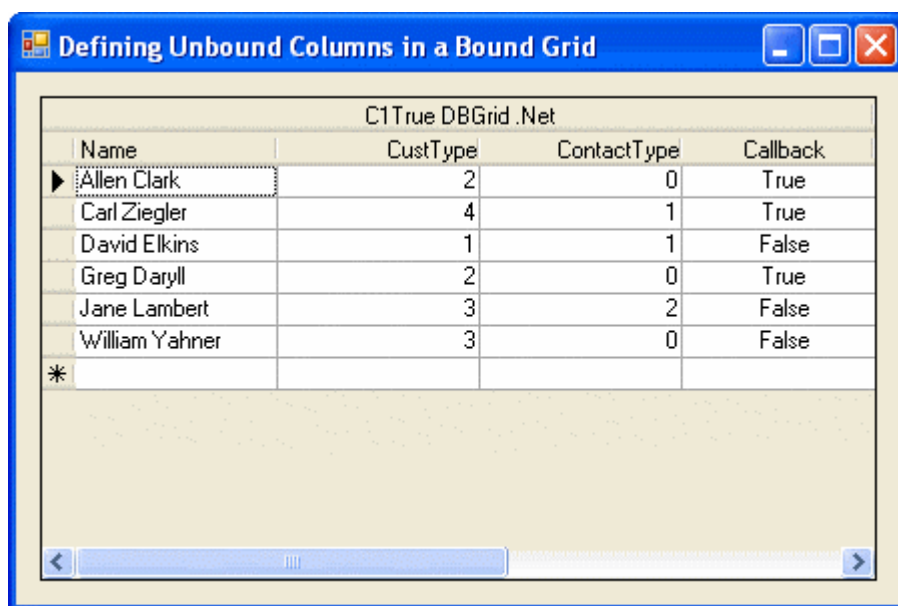 Defining Unbound Columns in a Bound Grid
C1True DBGrid .Net
Name CustType ContactType Callback
Allen Clark 2 0 True
Carl Ziegler 4 1 True
David Elkins 1 1 False
Greg Daryll 2 0 True
Jane Lambert 3 2 False
William Yahner 3 0 False